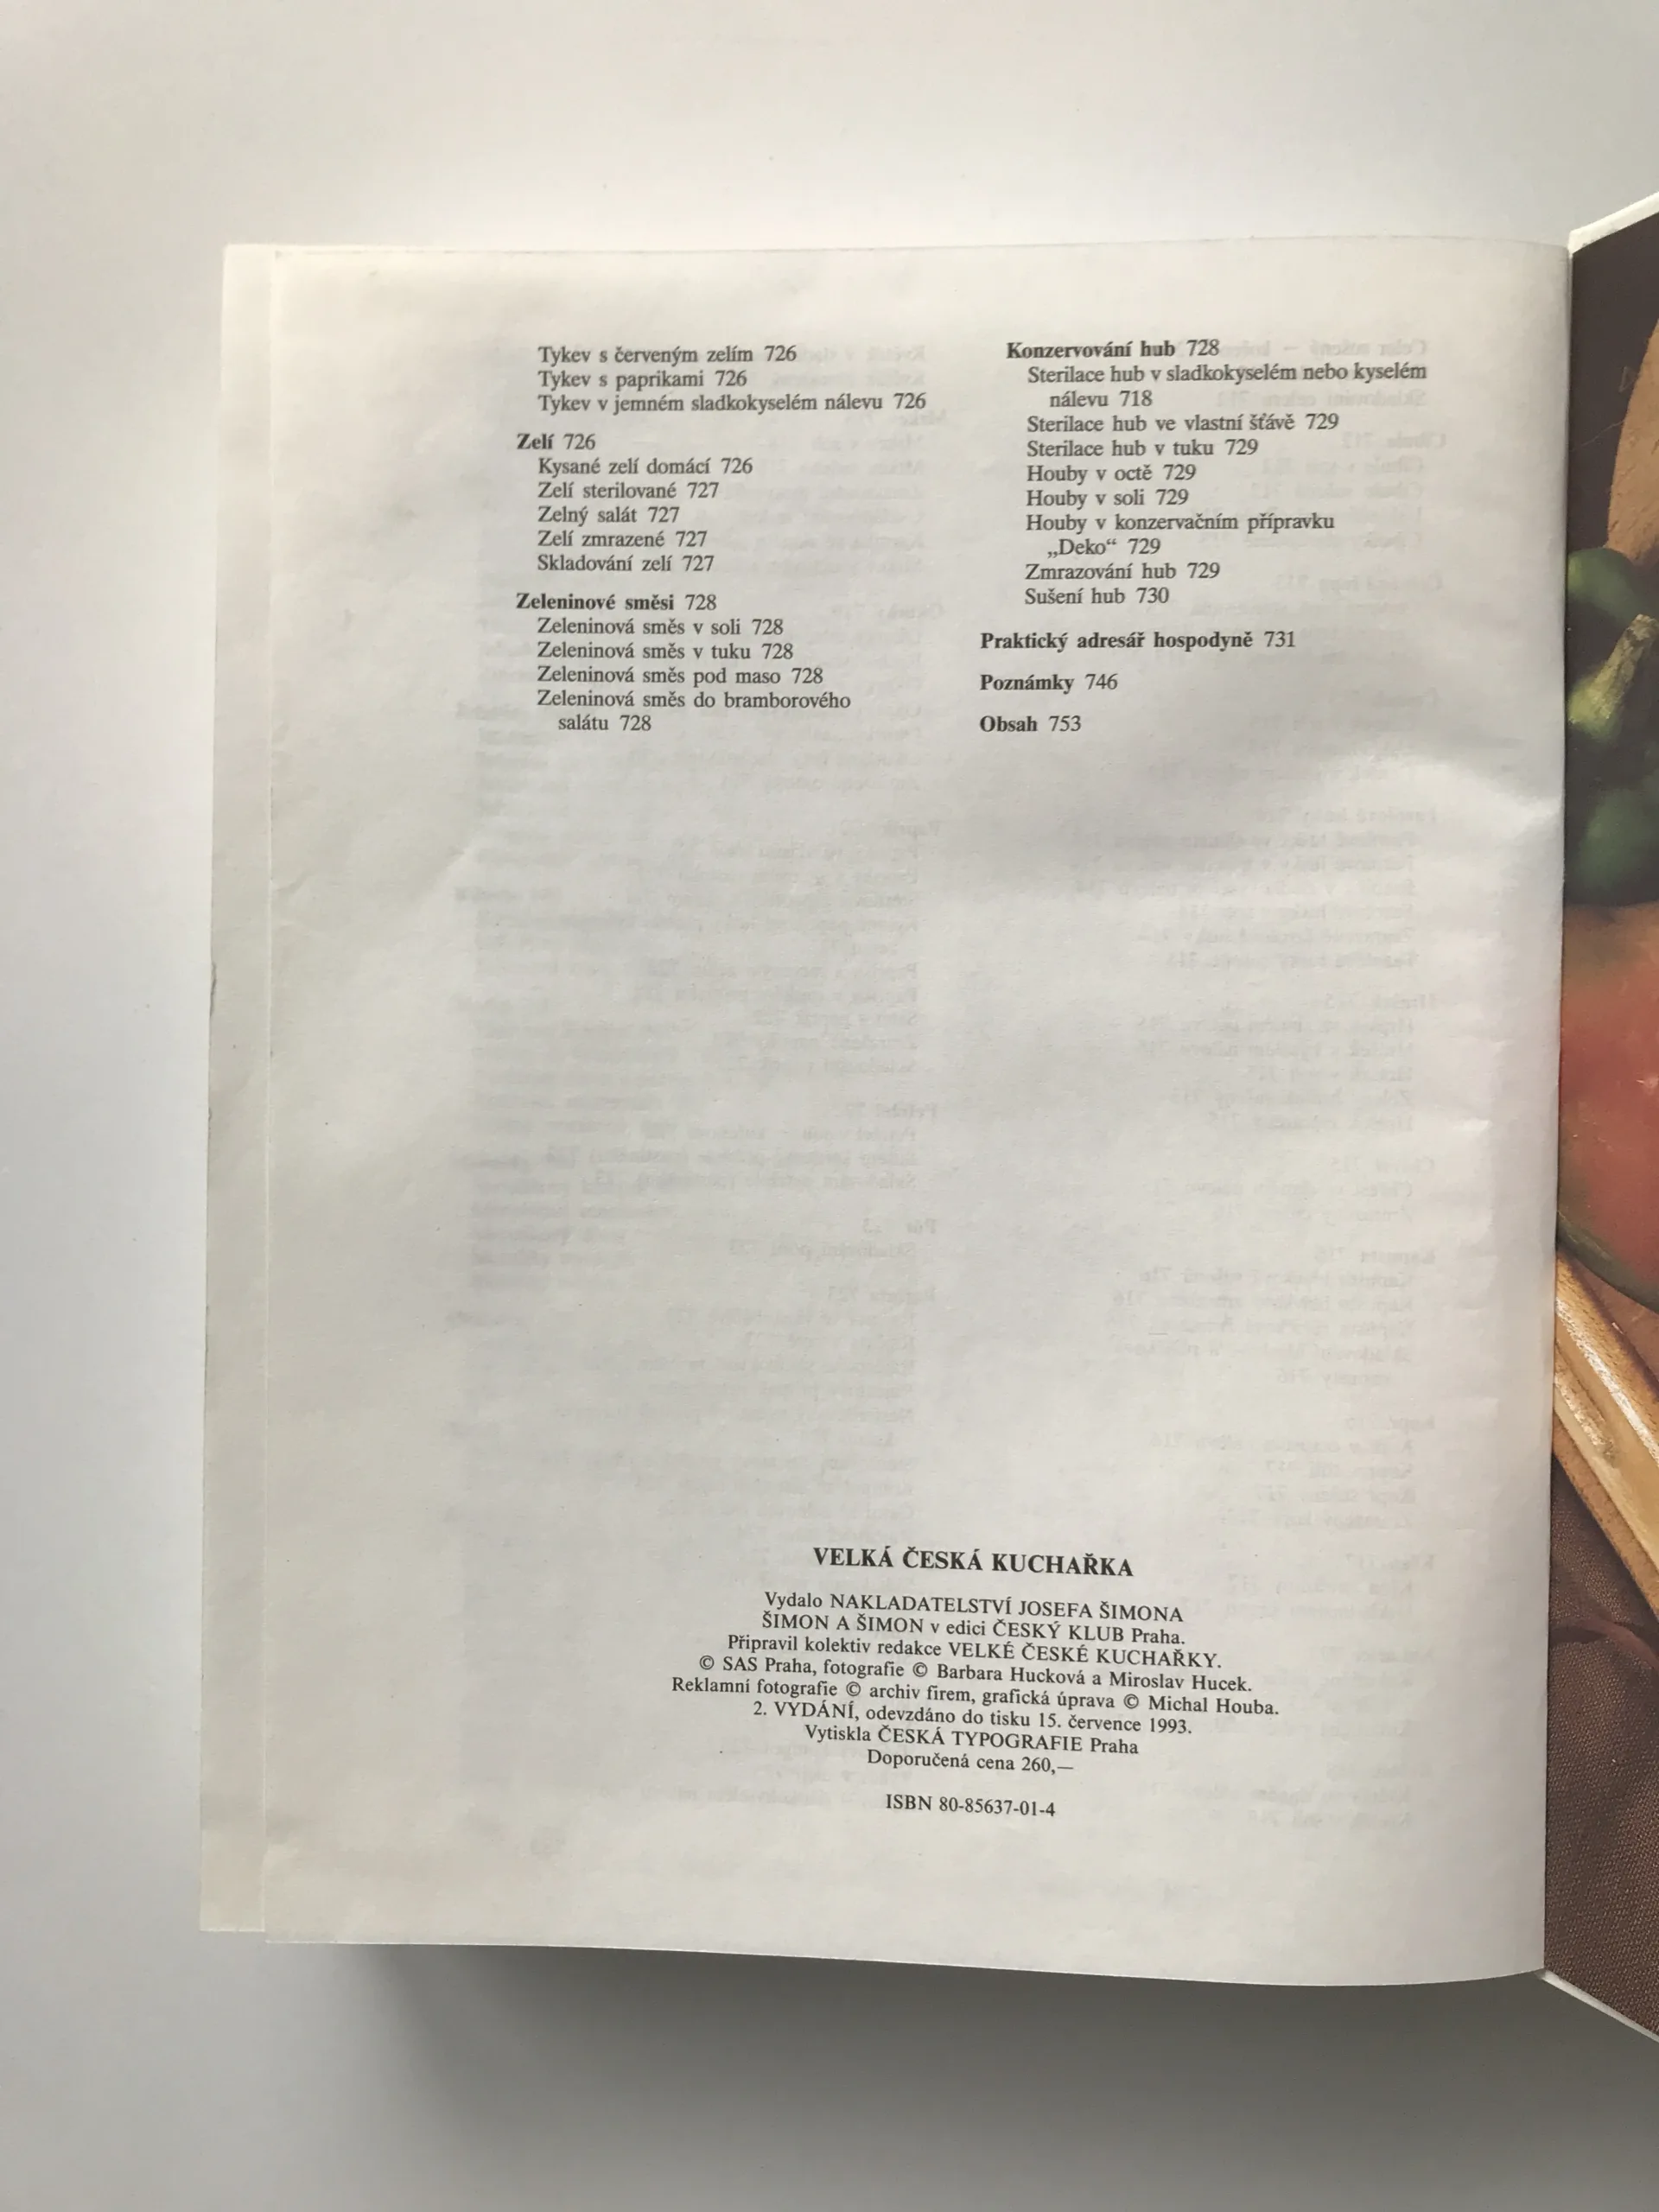 Tykev s červeným zelím 726
Tykev s paprikami 726
Tykev v jemném sladkokyselém nálevu 726
Zelí 726
Kysané zelí domácí 726
Zelí sterilované 727
Zelný salát 727
Zelí zmrazené 727
Skladování zelí 727
Zeleninové směsi 728
Zeleninová směs v soli 728
Zeleninová směs v tuku 728
Zeleninová směs pod maso 728
Zeleninová směs do bramborového
salátu 728
Konzervování hub 728
Sterilace hub v sladkokyselém nebo kyselém
nálevu 718
Sterilace hub ve vlastní šťávě 729
Sterilace hub v tuku 729
Houby v octě 729
Houby v soli 729
Houby v konzervačním přípravku
„Deko“ 729
Zmrazování hub 729
Sušení hub 730
Praktický adresář hospodyně 731
Poznámky 746
Obsah 753
VELKÁ ČESKÁ KUCHAŘKA
Vydalo NAKLADATELSTVÍ JOSEFA ŠIMONA
ŠIMON A ŠIMON v edici ČESKÝ KLUB Praha.
Připravil kolektiv redakce VELKÉ ČESKÉ KUCHAŘKY.
© SAS Praha, fotografie © Barbara Hucková a Miroslav Hucek.
Reklamní fotografie © archiv firem, grafická úprava © Michal Houba.
2. VYDÁNÍ, odevzdáno do tisku 15. července 1993.
Vytiskla ČESKÁ TYPOGRAFIE Praha
Doporučená cena 260,—
ISBN 80-85637-01-4